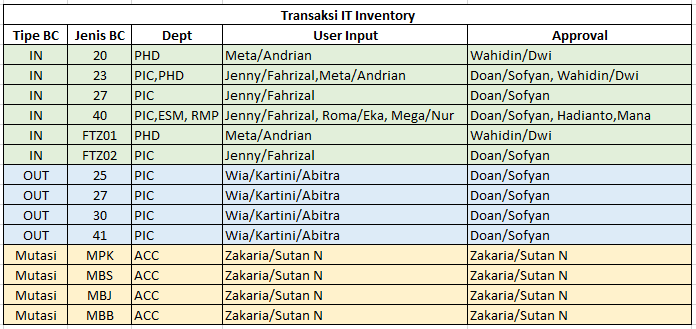 Transaksi IT Inventory
Tipe BC Jenis BC Dept User Input Approval
IN 20 PHD Meta/Andrian Wahidin/Dwi
IN 23 PIC,PHD Jenny/Fahrizal,Meta/Andrian Doan/Sofyan, Wahidin/Dwi
IN 27 PIC Jenny/Fahrizal Doan/Sofyan
IN 40 PIC,ESM, RMP Jenny/Fahrizal, Roma/Eka, Mega/Nur Doan/Sofyan, Hadianto,Mana
IN FTZ01 PHD Meta/Andrian Wahidin/Dwi
IN FTZ02 PIC Jenny/Fahrizal Doan/Sofyan
OUT 25 PIC Wia/Kartini/Abitra Doan/Sofyan
OUT 27 PIC Wia/Kartini/Abitra Doan/Sofyan
OUT 30 PIC Wia/Kartini/Abitra Doan/Sofyan
OUT 41 PIC Wia/Kartini/Abitra Doan/Sofyan
Mutasi MPK ACC Zakaria/Sutan N Zakaria/Sutan N
Mutasi MBS ACC Zakaria/Sutan N Zakaria/Sutan N
Mutasi MBJ ACC Zakaria/Sutan N Zakaria/Sutan N
Mutasi MBB ACC Zakaria/Sutan N Zakaria/Sutan N